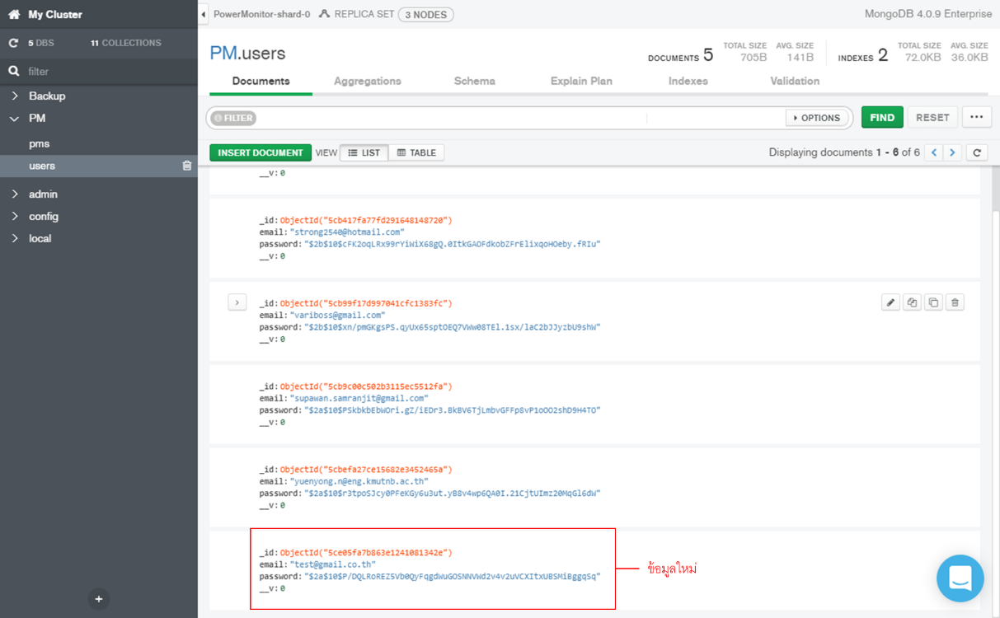 My Cluster
PowerMonitor-shard-0 REPLICA SET 3 NODES
MongoDB 4.0.9 Enterprise
5 DBS 11 COLLECTIONS
filter
Backup
PM
pms
users
admin
config
local
PM.users
DOCUMENTS 5 TOTAL SIZE 705B AVG. SIZE 141B INDEXES 2 TOTAL SIZE 72.0KB AVG. SIZE 36.0KB
Documents Aggregations Schema Explain Plan Indexes Validation
FILTER OPTIONS FIND RESET ...
INSERT DOCUMENT VIEW LIST TABLE Displaying documents 1 - 6 of 6
__v: 0
_id: ObjectId("5cb417fa77fd291648148720")
email: "strong2540@hotmail.com"
password: "$2b$10$cFK2oqLRx99rYiWiX68gQ.0ItkGAOFdkobZFrElixqoHOeby.fRIu"
__v: 0
_id: ObjectId("5cb99f17d997041cfc1383fc")
email: "variboss@gmail.com"
password: "$2b$10$xn/pmGKgsPS.qyUx65sptOEQ7VWw08TEl.1sx/laC2bJJyzbU9shW"
__v: 0
_id: ObjectId("5cb9c00c502b3115ec5512fa")
email: "supawan.samranjit@gmail.com"
password: "$2a$10$PSkbkbEbWOri.gZ/iEDr3.BkBV6TjLmbvGFFp8vP1oOO2shD9H4TO"
__v: 0
_id: ObjectId("5cbefa27ce15682e3452465a")
email: "yuenyong.n@eng.kmutnb.ac.th"
password: "$2a$10$r3tpoSJcy0PFeKGy6u3ut.yB8v4wp6QA0I.21CjtUImz20MqGl6dW"
__v: 0
_id: ObjectId("5ce05fa7b863e1241081342e")
email: "test@gmail.co.th"
password: "$2a$10$P/DQLRoREZ5Vb0QyFqgdWuGOSNNVWd2v4v2uVCXItxUBSMiBggqSq"
__v: 0
ข้อมูลใหม่